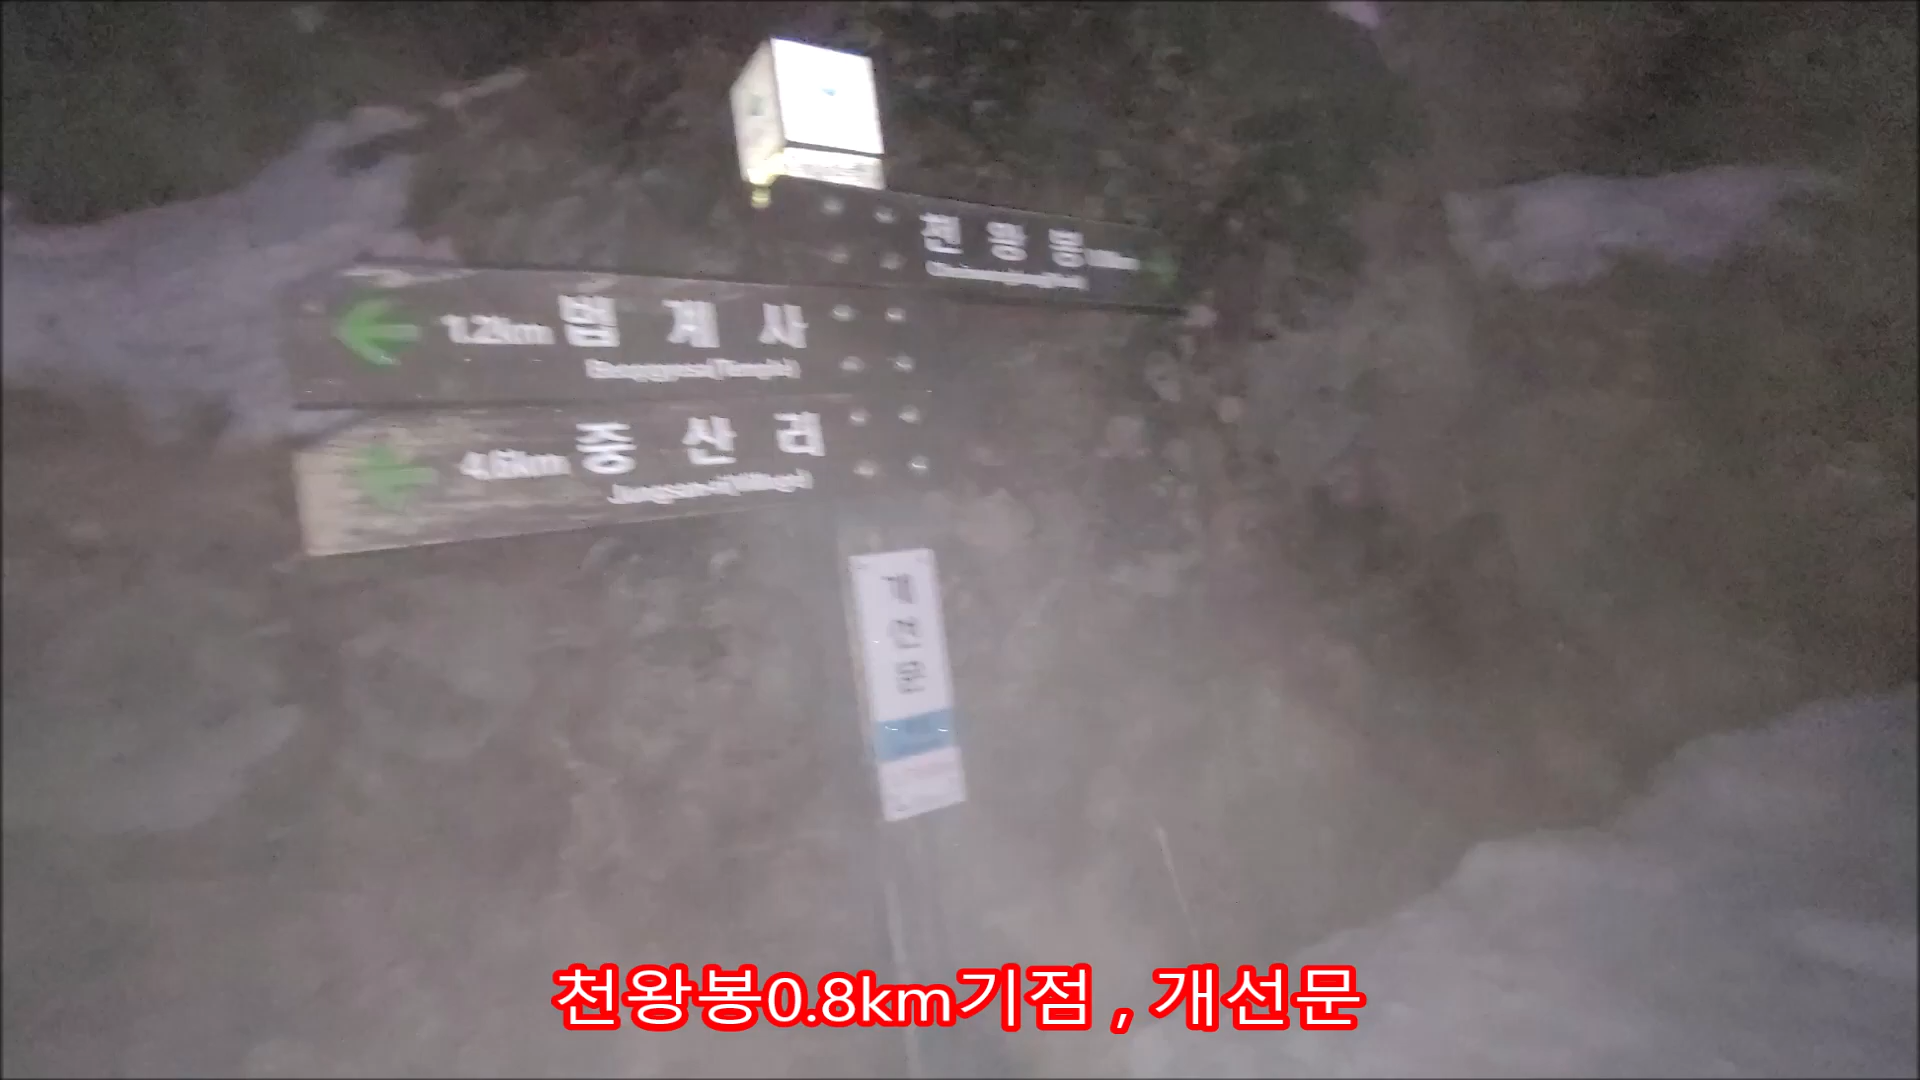 천왕봉
1.2km 법계사
4.6km 중산리
개선문
천왕봉0.8km기점 , 개선문